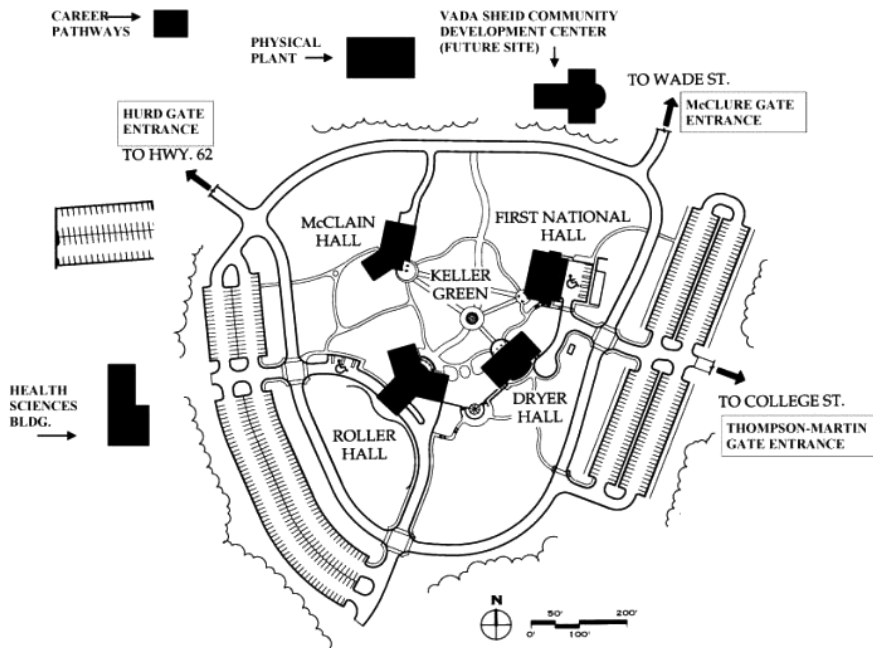 CAREER
PATHWAYS
PHYSICAL
PLANT
VADA SHEID COMMUNITY
DEVELOPMENT CENTER
(FUTURE SITE)
TO WADE ST.
McCLURE GATE
ENTRANCE
HURD GATE
ENTRANCE
TO HWY. 62
McCLAIN
HALL
FIRST NATIONAL
HALL
KELLER
GREEN
HEALTH
SCIENCES
BLDG.
ROLLER
HALL
DRYER
HALL
TO COLLEGE ST.
THOMPSON-MARTIN
GATE ENTRANCE
N
50' 200'
0' 100'